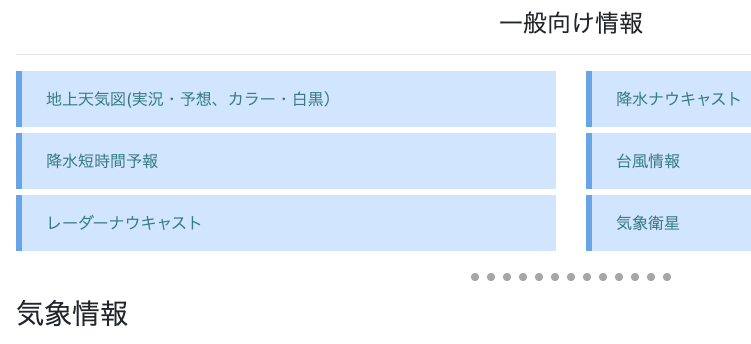 一般向け情報
地上天気図(実況・予想、カラー・白黒）
降水ナウキャスト
降水短時間予報
台風情報
レーダーナウキャスト
気象衛星
気象情報